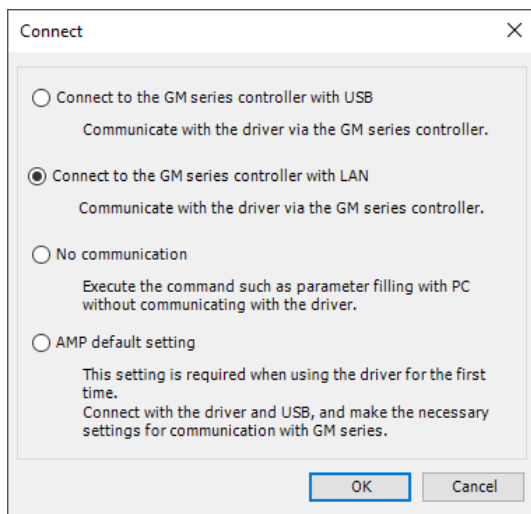 Connect
Connect to the GM series controller with USB
Communicate with the driver via the GM series controller.
Connect to the GM series controller with LAN
Communicate with the driver via the GM series controller.
No communication
Execute the command such as parameter filling with PC
without communicating with the driver.
AMP default setting
This setting is required when using the driver for the first
time.
Connect with the driver and USB, and make the necessary
settings for communication with GM series.
OK
Cancel